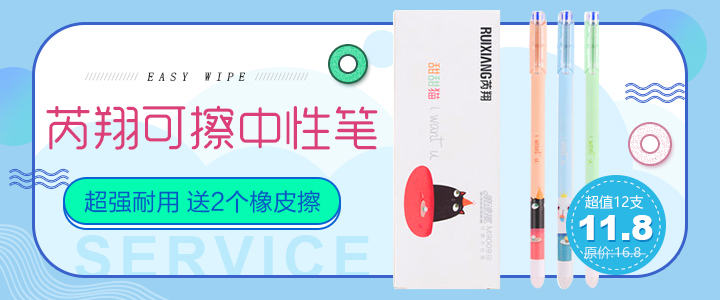 EASY WIPE
芮翔可擦中性笔
超强耐用 送2个橡皮擦
SERVICE
RUIXIANG芮翔
甜甜猫 i want u
超值12支
11.8
原价:16.8